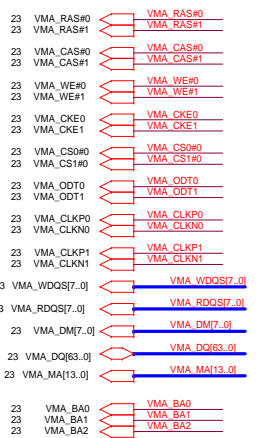 23 VMA_RAS#0 VMA_RAS#0
23 VMA_RAS#1 VMA_RAS#1
23 VMA_CAS#0 VMA_CAS#0
23 VMA_CAS#1 VMA_CAS#1
23 VMA_WE#0 VMA_WE#0
23 VMA_WE#1 VMA_WE#1
23 VMA_CKE0 VMA_CKE0
23 VMA_CKE1 VMA_CKE1
23 VMA_CS0#0 VMA_CS0#0
23 VMA_CS1#0 VMA_CS1#0
23 VMA_ODT0 VMA_ODT0
23 VMA_ODT1 VMA_ODT1
23 VMA_CLKP0 VMA_CLKP0
23 VMA_CLKN0 VMA_CLKN0
23 VMA_CLKP1 VMA_CLKP1
23 VMA_CLKN1 VMA_CLKN1
23 VMA_WDQS[7..0] VMA_WDQS[7..0]
3 VMA_RDQS[7..0] VMA_RDQS[7..0]
23 VMA_DM[7..0] VMA_DM[7..0]
23 VMA_DQ[63..0] VMA_DQ[63..0]
23 VMA_MA[13..0] VMA_MA[13..0]
23 VMA_BA0 VMA_BA0
23 VMA_BA1 VMA_BA1
23 VMA_BA2 VMA_BA2